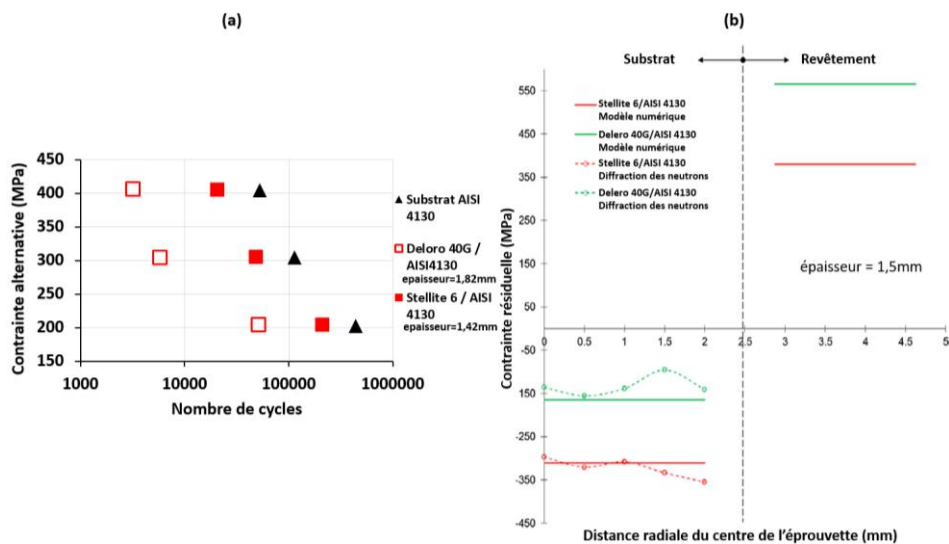 (a)
(b)
Contrainte alternative (MPa)
450
400
350
300
250
200
150
1000
10000
100000
1000000
Nombre de cycles
Substrat AISI
4130
Deloro 40G /
AISI4130
epaisseur=1,82mm
Stellite 6 / AISI
4130
epaisseur=1,42mm
Substrat
Revêtement
Contrainte résiduelle (MPa)
550
450
350
250
150
50
-50
-150
-250
-350
-450
0
0.5
1
1.5
2
2.5
3
3.5
4
4.5
5
Stellite 6/AISI 4130
Modèle numérique
Delero 40G/AISI 4130
Modèle numérique
Stellite 6/AISI 4130
Diffraction des neutrons
Delero 40G/AISI 4130
Diffraction des neutrons
épaisseur = 1,5mm
Distance radiale du centre de l'éprouvette (mm)